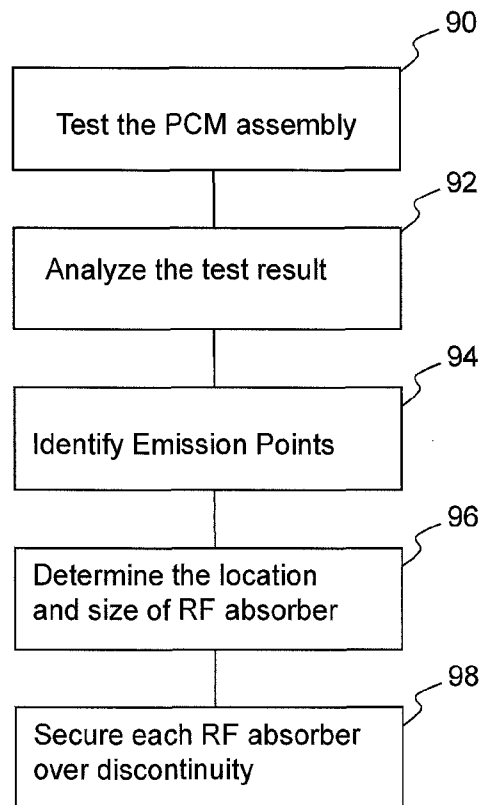 90
Test the PCM assembly
92
Analyze the test result
94
Identify Emission Points
96
Determine the location
and size of RF absorber
98
Secure each RF absorber
over discontinuity